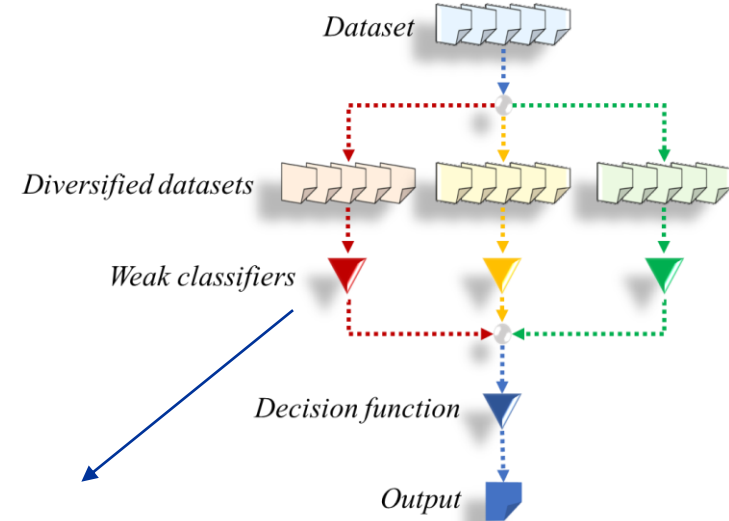 Dataset
Diversified datasets
Weak classifiers
Decision function
Output